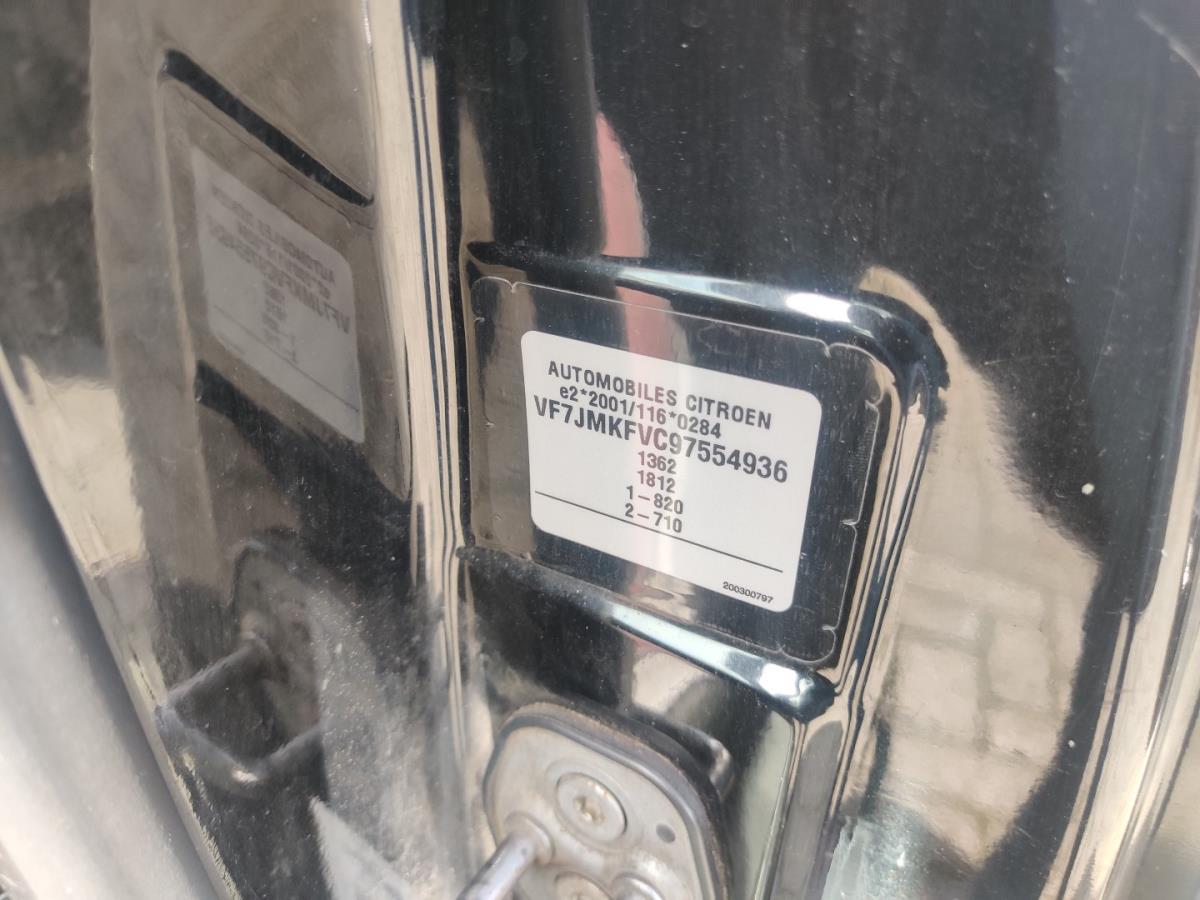 AUTOMOBILES CITROEN
e2*2001/116*0284
VF7JMKFVC97554936
1362
1812
1–820
2–710
200300797